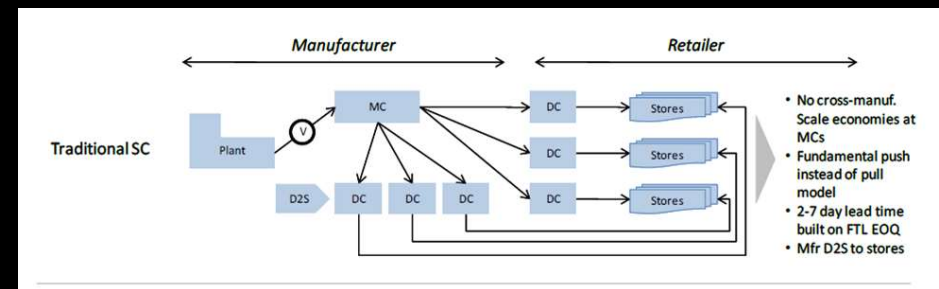 Manufacturer
Retailer
Traditional SC
Plant
V
MC
DC
Stores
DC
Stores
DC
Stores
D2S
DC
DC
DC
• No cross-manuf.
Scale economies at
MCs
• Fundamental push
instead of pull
model
• 2-7 day lead time
built on FTL EOQ
• Mfr D2S to stores